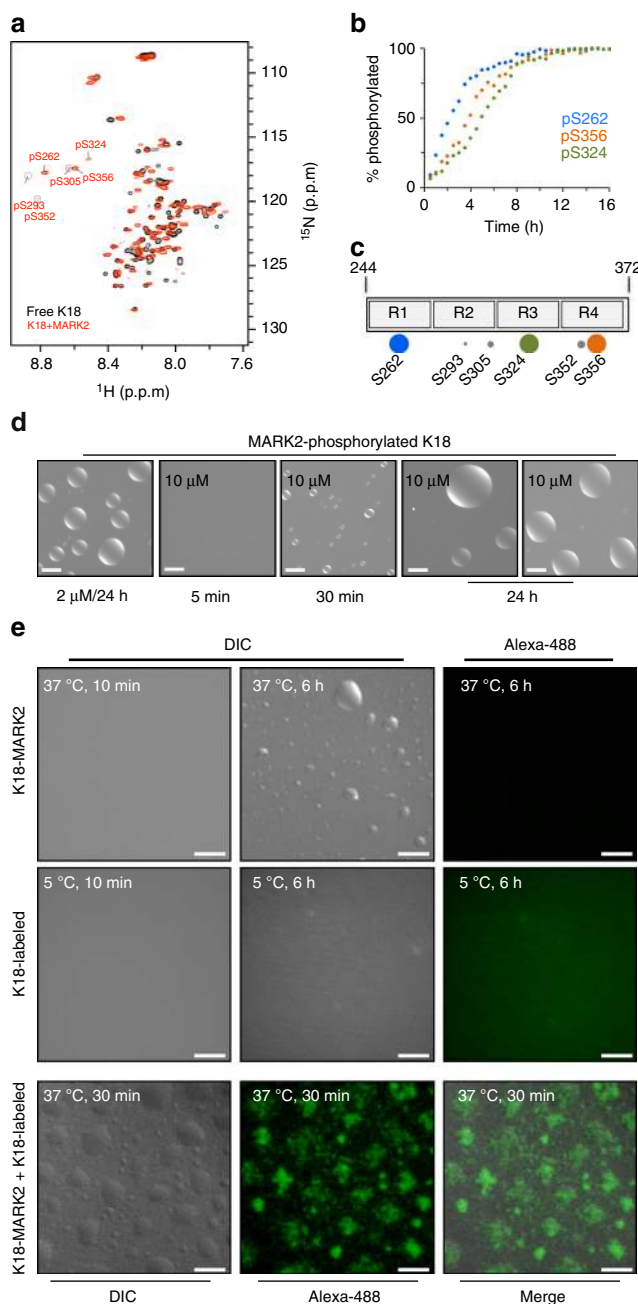 a
110
115
120
125
130
15N (p.p.m)
pS324
pS262
pS305
pS356
pS293
pS352
Free K18
K18+MARK2
8.8
8.4
8.0
7.6
1H (p.p.m)
b
100
50
0
% phosphorylated
pS262
pS356
pS324
0
4
8
12
16
Time (h)
c
244
372
R1
R2
R3
R4
S262
S293
S305
S324
S352
S356
d
MARK2-phosphorylated K18
10 μM
10 μM
10 μM
10 μM
2 μM/24 h
5 min
30 min
24 h
e
DIC
Alexa-488
K18-MARK2
37 °C, 10 min
37 °C, 6 h
37 °C, 6 h
K18-labeled
5 °C, 10 min
5 °C, 6 h
5 °C, 6 h
K18-MARK2 + K18-labeled
37 °C, 30 min
37 °C, 30 min
37 °C, 30 min
DIC
Alexa-488
Merge